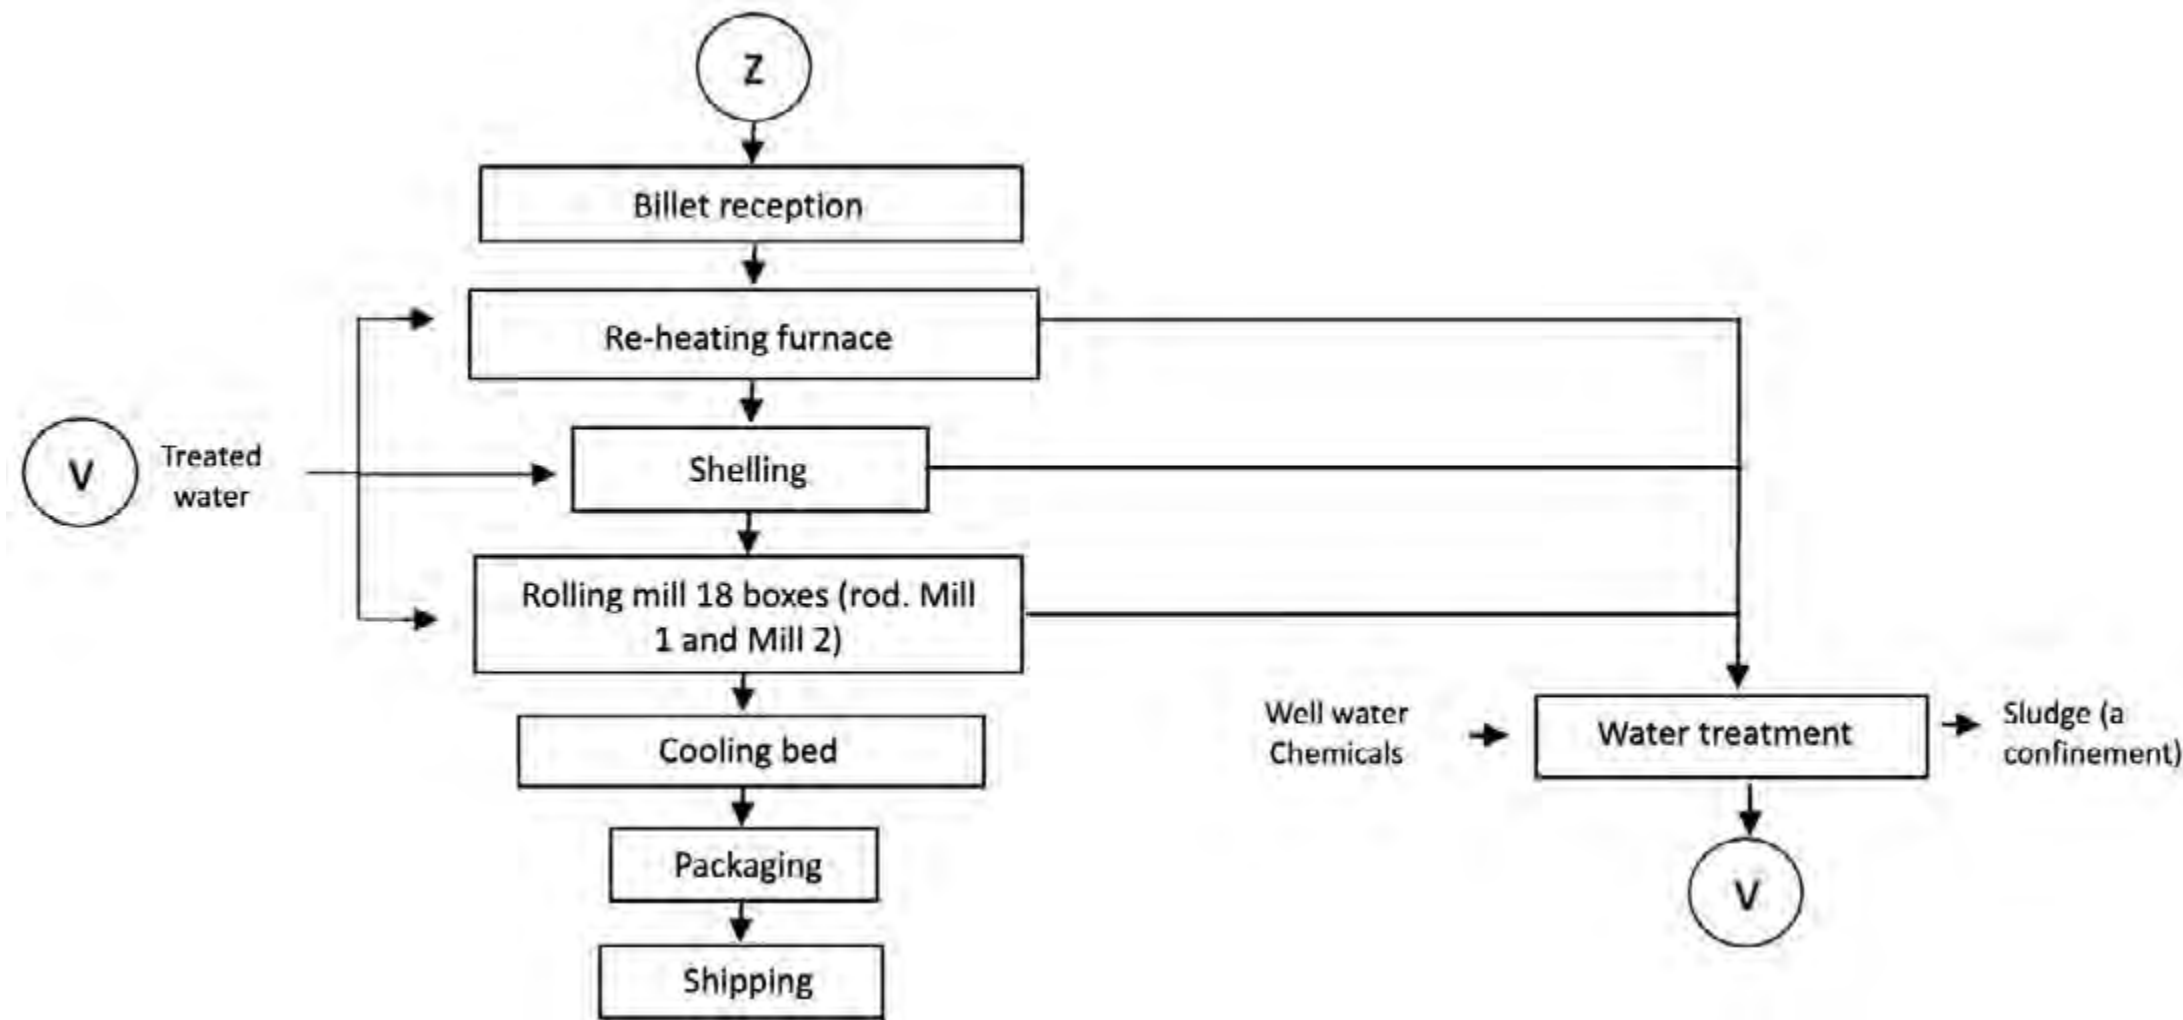 Z
Billet reception
Re-heating furnace
V
Treated
water
Shelling
Rolling mill 18 boxes (rod. Mill
1 and Mill 2)
Cooling bed
Packaging
Shipping
Well water
Chemicals
Water treatment
Sludge (a
confinement)
V